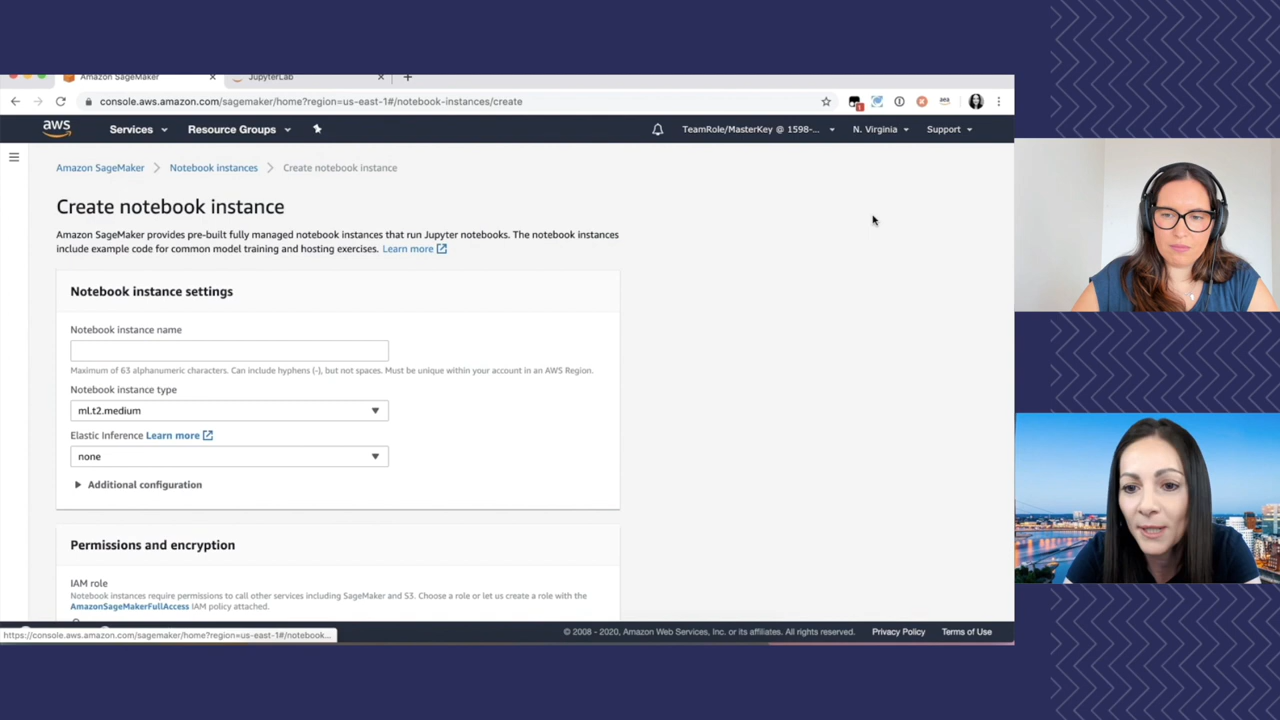 Amazon SageMaker
JupyterLab
console.aws.amazon.com/sagemaker/home?region=us-east-1#/notebook-instances/create
aws
Services
Resource Groups
TeamRole/MasterKey @ 1598-...
N. Virginia
Support
Amazon SageMaker
Notebook instances
Create notebook instance
Create notebook instance
Amazon SageMaker provides pre-built fully managed notebook instances that run Jupyter notebooks. The notebook instances
include example code for common model training and hosting exercises. Learn more
Notebook instance settings
Notebook instance name
Maximum of 63 alphanumeric characters. Can include hyphens (-), but not spaces. Must be unique within your account in an AWS Region.
Notebook instance type
ml.t2.medium
Elastic Inference Learn more
none
Additional configuration
Permissions and encryption
IAM role
Notebook instances require permissions to call other services including SageMaker and S3. Choose a role or let us create a role with the
AmazonSageMakerFullAccess IAM policy attached.
https://console.aws.amazon.com/sagemaker/home?region=us-east-1#/notebook...
© 2008 - 2020, Amazon Web Services, Inc. or its affiliates. All rights reserved.
Privacy Policy
Terms of Use